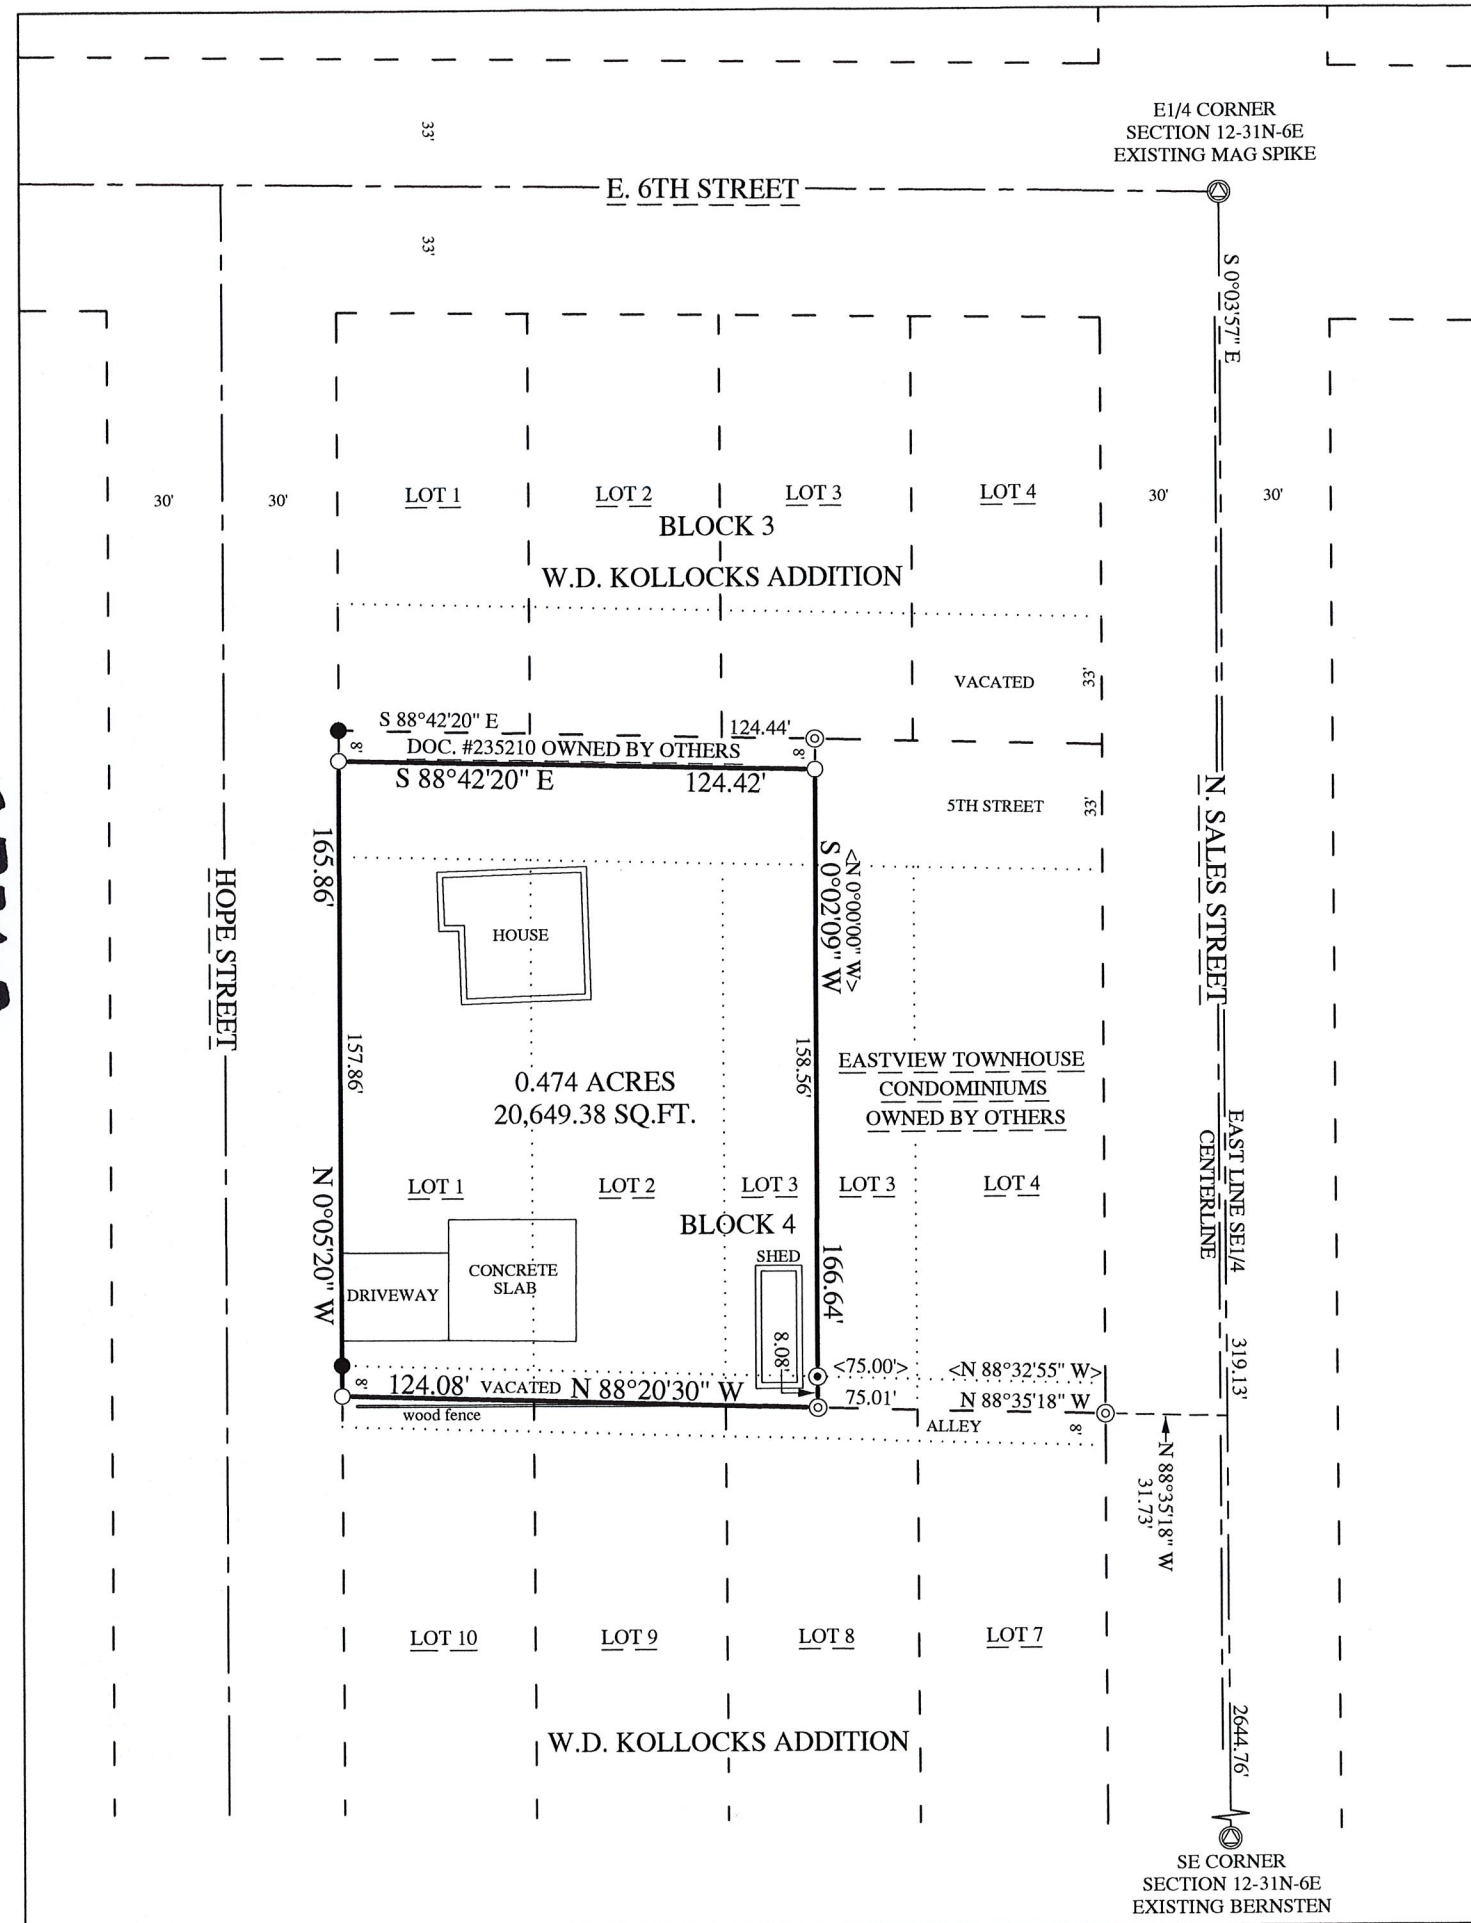 E1/4 CORNER
SECTION 12-31N-6E
EXISTING MAG SPIKE
33'
E. 6TH STREET
33'
S 0°03'57" E
30'
30'
LOT 1
LOT 2
LOT 3
LOT 4
30'
30'
BLOCK 3
W.D. KOLLOCKS ADDITION
VACATED
33'
S 88°42'20" E
124.44'
8'
DOC. #235210 OWNED BY OTHERS
8'
S 88°42'20" E
124.42'
5TH STREET
33'
N. SALES STREET
165.86'
<N 0°00'00" W>
S 0°02'09" W
HOPE STREET
HOUSE
157.86'
158.56'
EASTVIEW TOWNHOUSE
CONDOMINIUMS
OWNED BY OTHERS
0.474 ACRES
20,649.38 SQ.FT.
EAST LINE SE1/4
CENTERLINE
N 0°05'20" W
LOT 1
LOT 2
LOT 3
LOT 3
LOT 4
BLOCK 4
SHED
166.64'
CONCRETE
SLAB
DRIVEWAY
8.08'
319.13'
<75.00'>
<N 88°32'55" W>
8'
124.08'
VACATED
N 88°20'30" W
75.01'
N 88°35'18" W
wood fence
ALLEY
8'
N 88°35'18" W
31.73'
LOT 10
LOT 9
LOT 8
LOT 7
2644.76'
W.D. KOLLOCKS ADDITION
SE CORNER
SECTION 12-31N-6E
EXISTING BERNSTEN